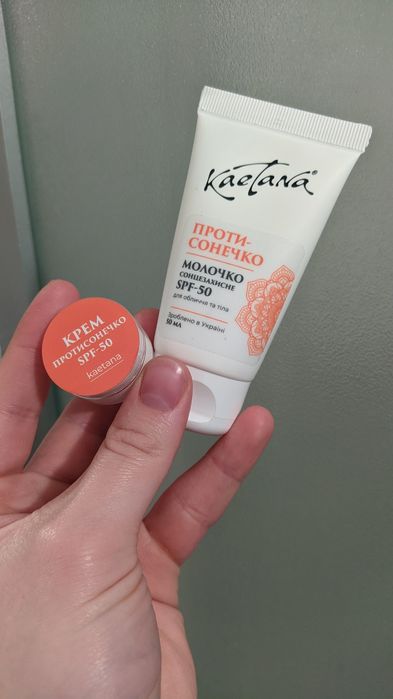 Kaetana®
ПРОТИ-
СОНЕЧКО
МОЛОЧКО
СОНЦЕЗАХИСНЕ
SPF-50
для обличчя та тіла
Зроблено в Україні
50 МЛ
КРЕМ
ПРОТИСОНЕЧКО
SPF-50
kaetana